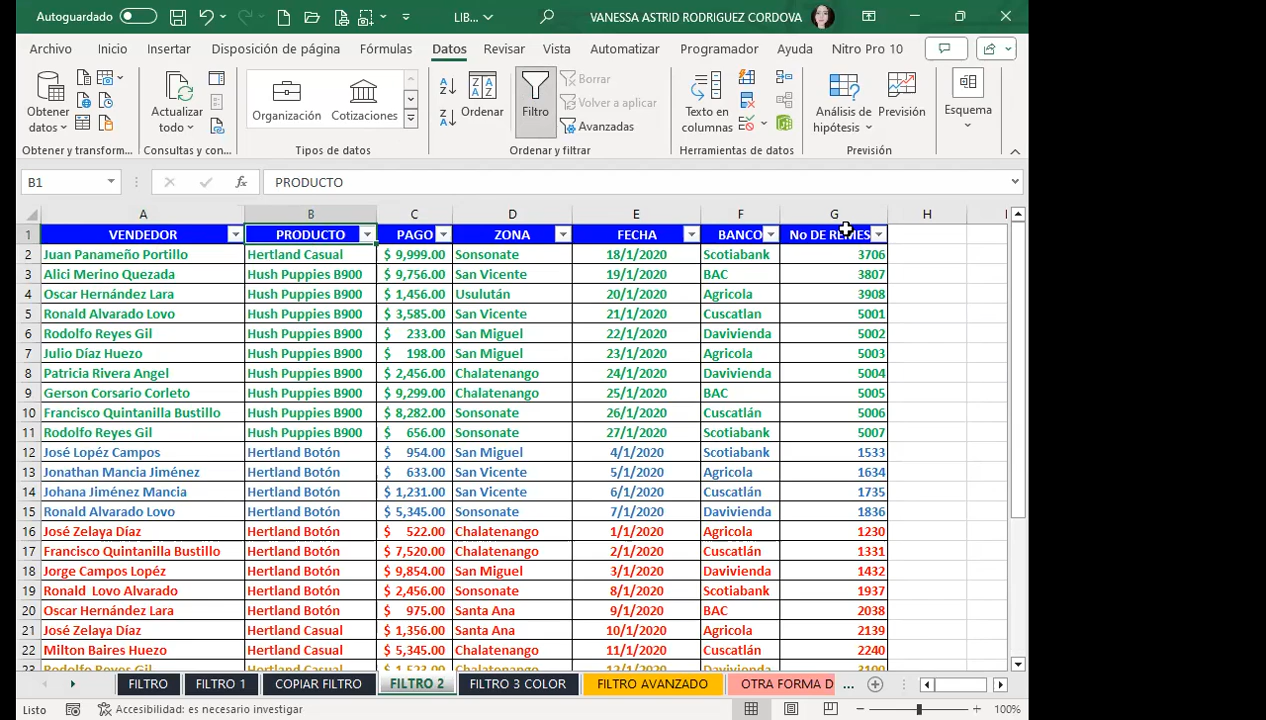 Autoguardado LIB... VANESSA ASTRID RODRIGUEZ CORDOVA
Archivo Inicio Insertar Disposición de página Fórmulas Datos Revisar Vista Automatizar Programador Ayuda Nitro Pro 10
Obtener datos Actualizar todo Organización Cotizaciones Ordenar Filtro Borrar Volver a aplicar Avanzadas Texto en columnas Análisis de hipótesis Previsión Esquema
Obtener y transform... Consultas y con... Tipos de datos Ordenar y filtrar Herramientas de datos Previsión
B1 fx PRODUCTO
A B C D E F G H I
1 VENDEDOR PRODUCTO PAGO ZONA FECHA BANCO No DE REMES
2 Juan Panameño Portillo Hertland Casual $ 9,999.00 Sonsonate 18/1/2020 Scotiabank 3706
3 Alici Merino Quezada Hush Puppies B900 $ 9,756.00 San Vicente 19/1/2020 BAC 3807
4 Oscar Hernández Lara Hush Puppies B900 $ 1,456.00 Usulután 20/1/2020 Agricola 3908
5 Ronald Alvarado Lovo Hush Puppies B900 $ 3,585.00 San Vicente 21/1/2020 Cuscatlan 5001
6 Rodolfo Reyes Gil Hush Puppies B900 $ 233.00 San Miguel 22/1/2020 Davivienda 5002
7 Julio Díaz Huezo Hush Puppies B900 $ 198.00 San Miguel 23/1/2020 Agricola 5003
8 Patricia Rivera Angel Hush Puppies B900 $ 2,456.00 Chalatenango 24/1/2020 Davivienda 5004
9 Gerson Corsario Corleto Hush Puppies B900 $ 9,299.00 Chalatenango 25/1/2020 BAC 5005
10 Francisco Quintanilla Bustillo Hush Puppies B900 $ 8,282.00 Sonsonate 26/1/2020 Cuscatlán 5006
11 Rodolfo Reyes Gil Hush Puppies B900 $ 656.00 Sonsonate 27/1/2020 Scotiabank 5007
12 José Lopéz Campos Hertland Botón $ 954.00 San Miguel 4/1/2020 Scotiabank 1533
13 Jonathan Mancia Jiménez Hertland Botón $ 633.00 San Vicente 5/1/2020 Agricola 1634
14 Johana Jiménez Mancia Hertland Botón $ 1,231.00 San Vicente 6/1/2020 Cuscatlán 1735
15 Ronald Alvarado Lovo Hertland Botón $ 5,345.00 Sonsonate 7/1/2020 Davivienda 1836
16 José Zelaya Díaz Hertland Botón $ 522.00 Chalatenango 1/1/2020 Agricola 1230
17 Francisco Quintanilla Bustillo Hertland Botón $ 7,520.00 Chalatenango 2/1/2020 Cuscatlán 1331
18 Jorge Campos Lopéz Hertland Botón $ 9,854.00 San Miguel 3/1/2020 Davivienda 1432
19 Ronald Lovo Alvarado Hertland Botón $ 2,456.00 Sonsonate 8/1/2020 Scotiabank 1937
20 Oscar Hernández Lara Hertland Botón $ 975.00 Santa Ana 9/1/2020 BAC 2038
21 José Zelaya Díaz Hertland Casual $ 1,356.00 Santa Ana 10/1/2020 Agricola 2139
22 Milton Baires Huezo Hertland Casual $ 5,345.00 Chalatenango 11/1/2020 Cuscatlán 2240
23 Rodolfo Reyes Gil Hertland Casual $ 1,523.00 Chalatenango 12/1/2020 Davivienda 3100
FILTRO FILTRO 1 COPIAR FILTRO FILTRO 2 FILTRO 3 COLOR FILTRO AVANZADO OTRA FORMA D ...
Listo Accesibilidad: es necesario investigar 100%